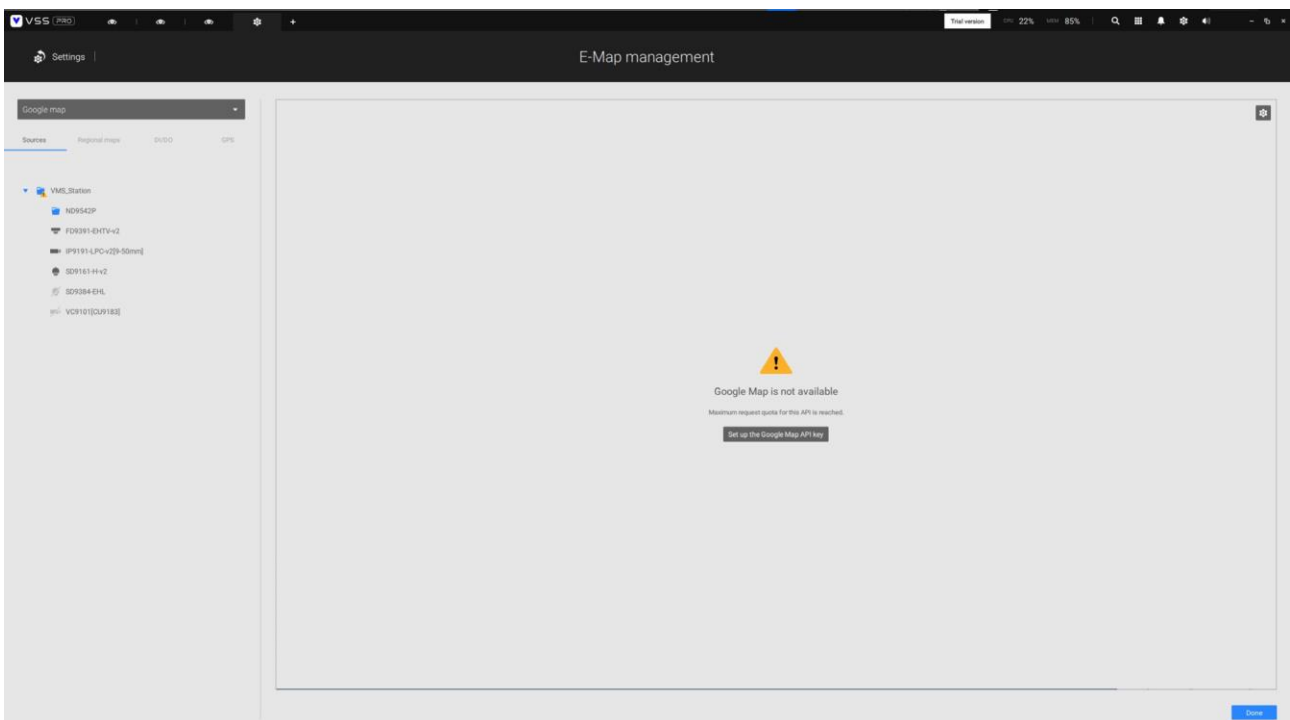 VSS PRO
Trial version
CPU 22% MEM 85%
Settings
E-Map management
Google map
Sources Regional maps DI/DO GPS
VMS_Station
ND9542P
FD9391-EHTV-v2
IP9191-LPC-v2[9-50mm]
SD9161-H-v2
SD9384-EHL
VC9101[CU9183]
Google Map is not available
Maximum request quota for this API is reached.
Set up the Google Map API key
Done